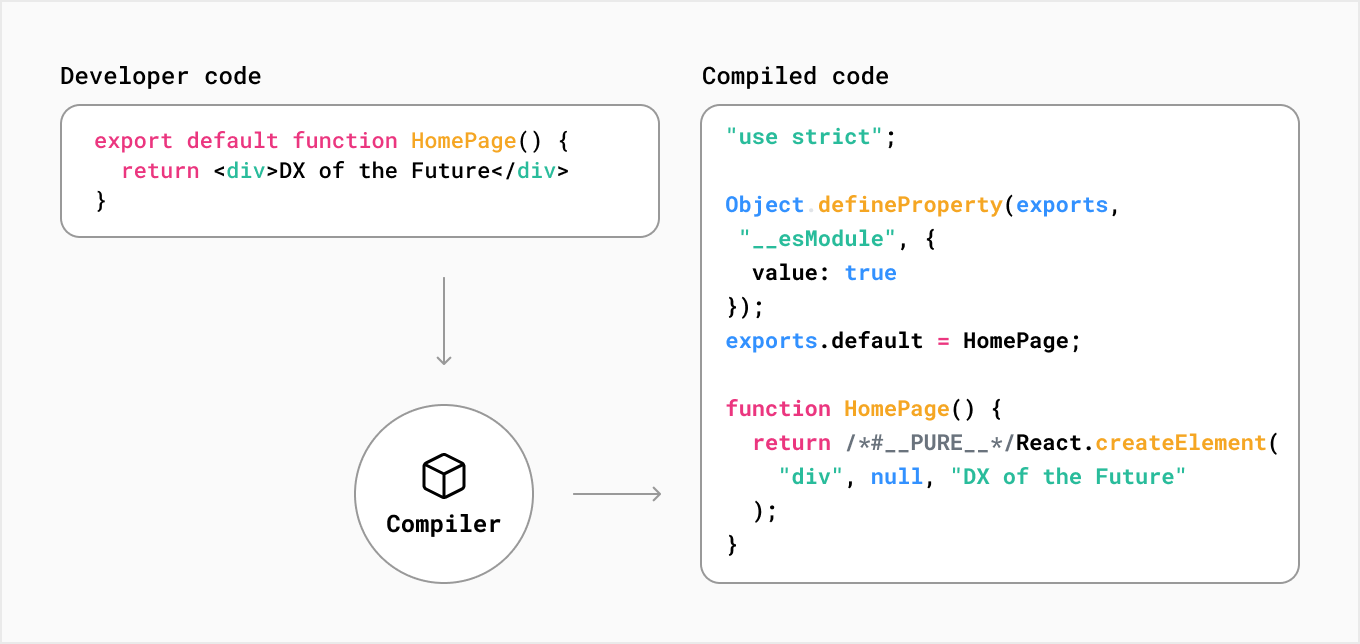 Developer code
export default function HomePage() {
  return <div>DX of the Future</div>
}
Compiler
Compiled code
"use strict";
Object.defineProperty(exports,
 "__esModule", {
  value: true
});
exports.default = HomePage;
function HomePage() {
  return /*#__PURE__*/React.createElement(
    "div", null, "DX of the Future"
  );
}